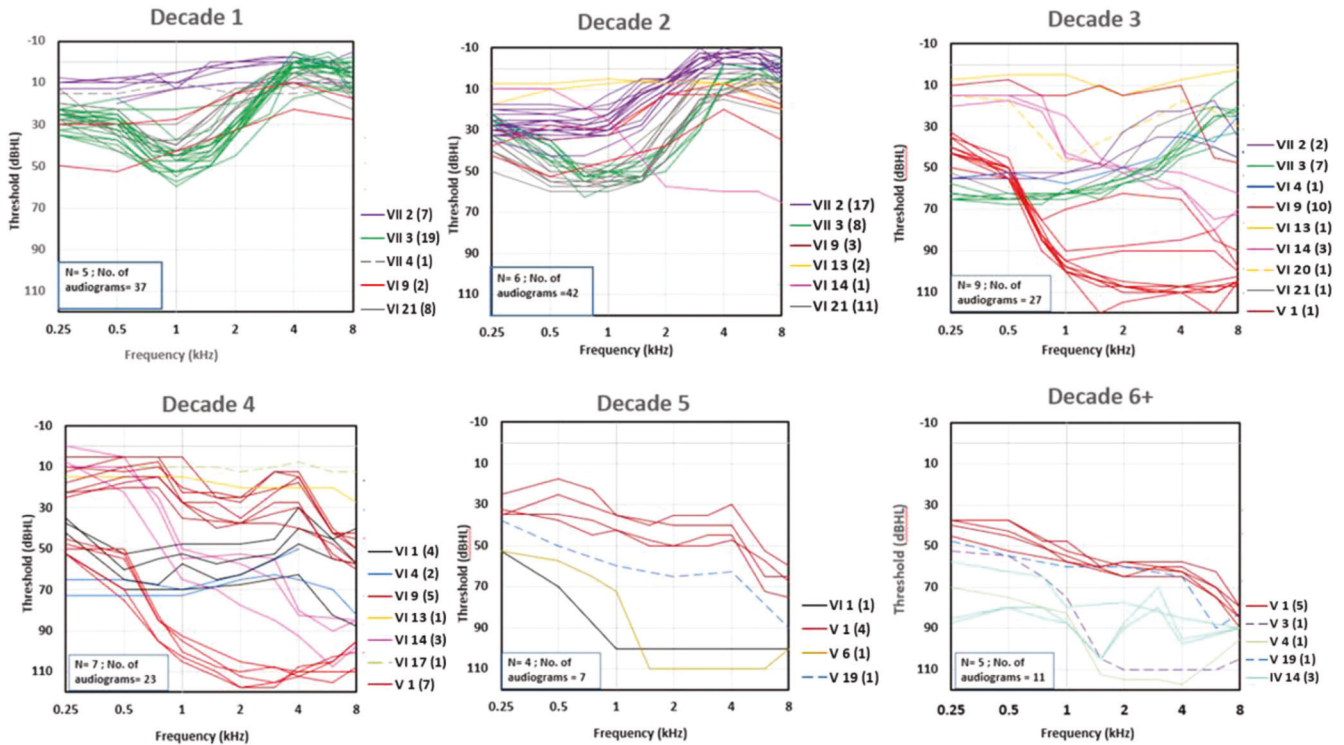 Decade 1
-10
10
30
50
70
90
110
Threshold (dBHL)
0.25
0.5
1
2
4
8
Frequency (kHz)
N= 5 ; No. of
audiograms= 37
VII 2 (7)
VII 3 (19)
VII 4 (1)
VI 9 (2)
VI 21 (8)
Decade 2
-10
10
30
50
70
90
110
Threshold (dBHL)
0.25
0.5
1
2
4
8
Frequency (kHz)
N= 6 ; No. of
audiograms =42
VII 2 (17)
VII 3 (8)
VI 9 (3)
VI 13 (2)
VI 14 (1)
VI 21 (11)
Decade 3
-10
10
30
50
70
90
110
Threshold (dBHL)
0.25
0.5
1
2
4
8
Frequency (kHz)
N= 9 ; No. of
audiograms = 27
VII 2 (2)
VII 3 (7)
VI 4 (1)
VI 9 (10)
VI 13 (1)
VI 14 (3)
VI 20 (1)
VI 21 (1)
V 1 (1)
Decade 4
-10
10
30
50
70
90
110
Threshold (dBHL)
0.25
0.5
1
2
4
8
Frequency (kHz)
N= 7 ; No. of
audiograms= 23
VI 1 (4)
VI 4 (2)
VI 9 (5)
VI 13 (1)
VI 14 (3)
VI 17 (1)
V 1 (7)
Decade 5
-10
10
30
50
70
90
110
Threshold (dBHL)
0.25
0.5
1
2
4
8
Frequency (kHz)
N= 4 ; No. of
audiograms = 7
VI 1 (1)
V 1 (4)
V 6 (1)
V 19 (1)
Decade 6+
-10
10
30
50
70
90
110
Threshold (dBHL)
0.25
0.5
1
2
4
8
Frequency (kHz)
N= 5 ; No. of
audiograms = 11
V 1 (5)
V 3 (1)
V 4 (1)
V 19 (1)
IV 14 (3)